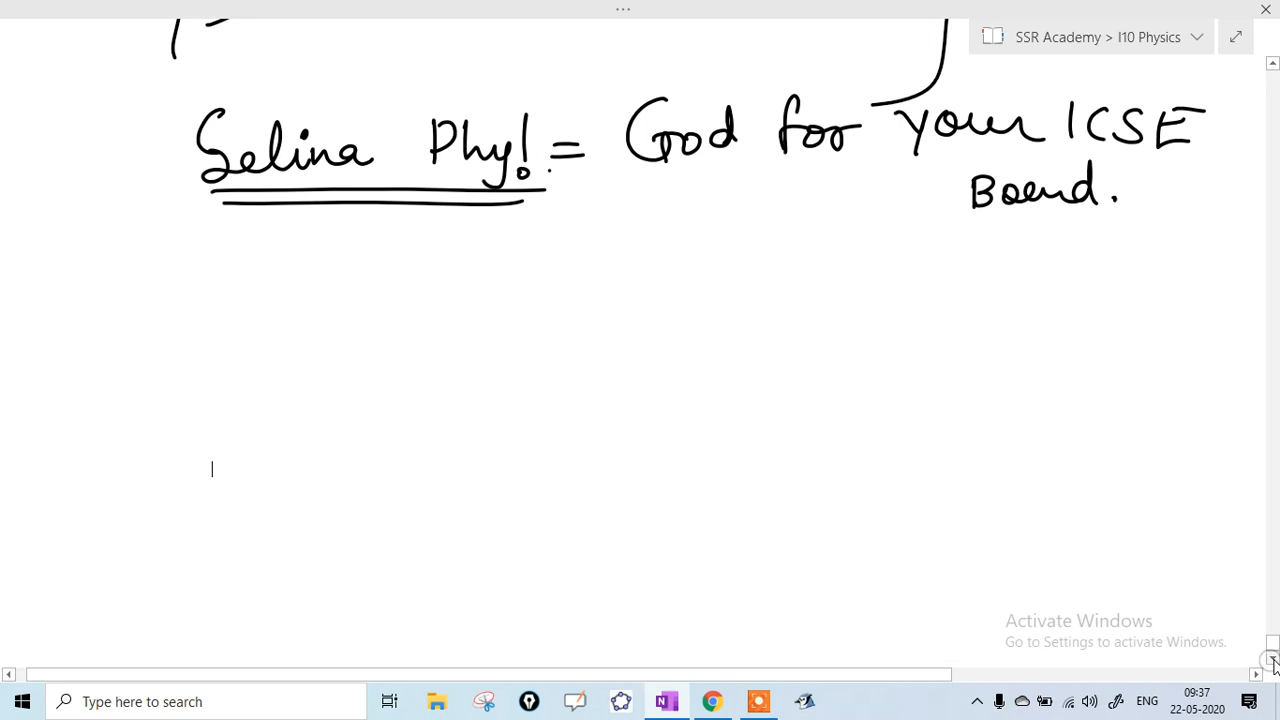 SSR Academy > I10 Physics
Selina Phy! = God for your ICSE
Board.
Activate Windows
Go to Settings to activate Windows.
Type here to search
ENG
09:37
22-05-2020